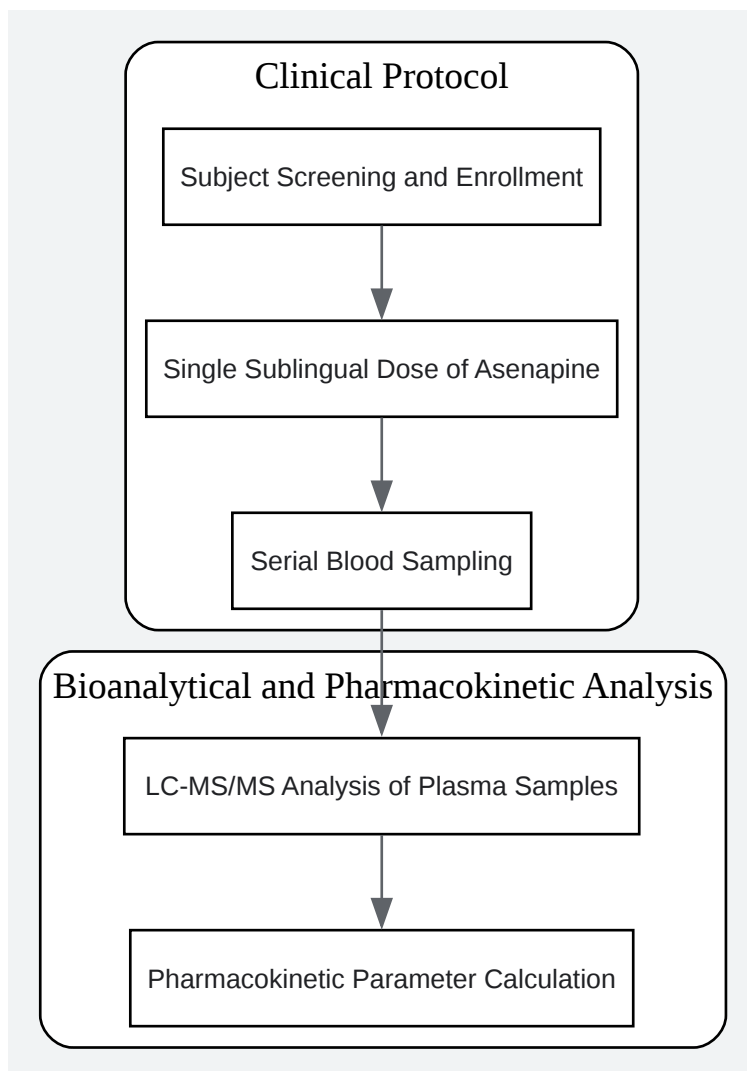 Clinical Protocol
Subject Screening and Enrollment
Single Sublingual Dose of Asenapine
Serial Blood Sampling
Bioanalytical and Pharmacokinetic Analysis
LC-MS/MS Analysis of Plasma Samples
Pharmacokinetic Parameter Calculation